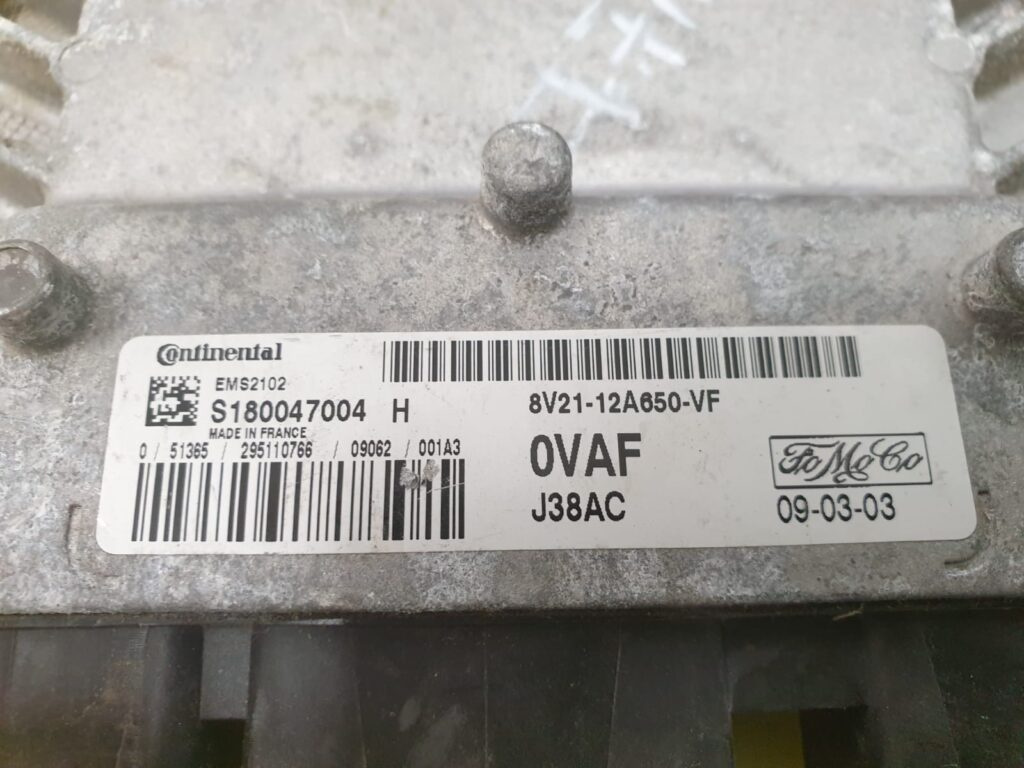 Continental
EMS2102
S180047004 H
MADE IN FRANCE
0 / 51365 / 295110766 / 09062 / 001A3
8V21-12A650-VF
0VAF
J38AC
FoMoCo
09-03-03